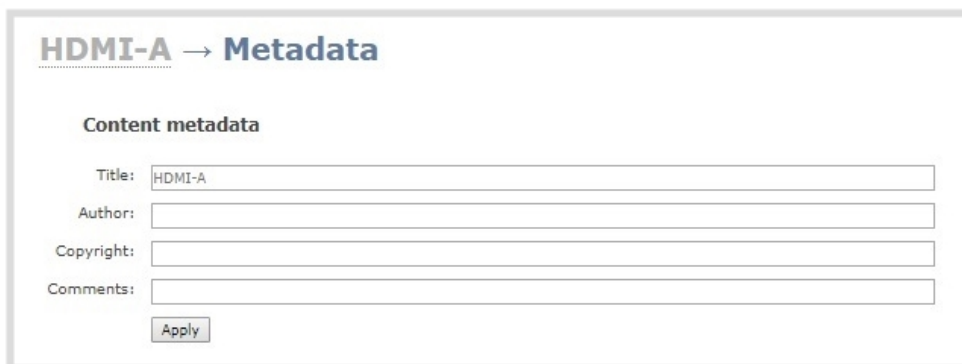 HDMI-A → Metadata
Content metadata
Title: HDMI-A
Author:
Copyright:
Comments:
Apply